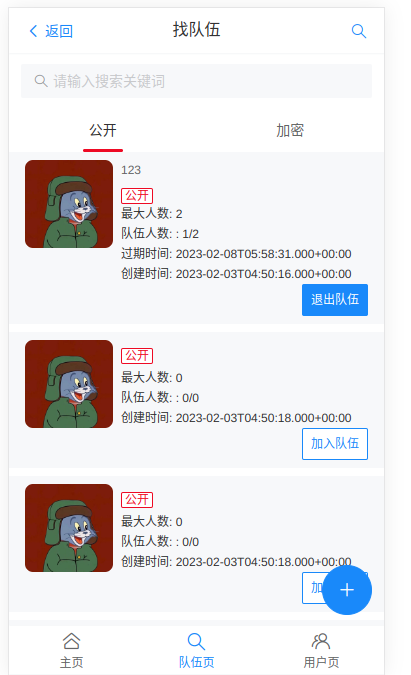 返回
找队伍
请输入搜索关键词
公开 加密
123
公开
最大人数: 2
队伍人数: : 1/2
过期时间: 2023-02-08T05:58:31.000+00:00
创建时间: 2023-02-03T04:50:16.000+00:00
退出队伍
公开
最大人数: 0
队伍人数: : 0/0
创建时间: 2023-02-03T04:50:18.000+00:00
加入队伍
公开
最大人数: 0
队伍人数: : 0/0
创建时间: 2023-02-03T04:50:18.000+00:00
加
主页 队伍页 用户页